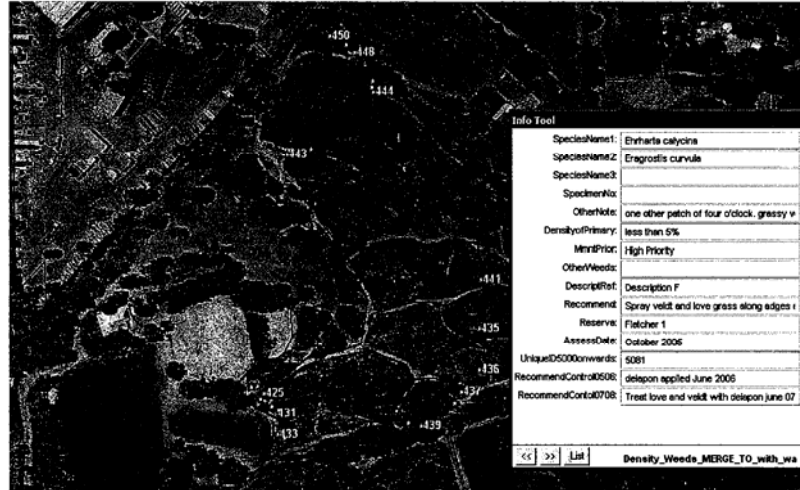 450
448
444
443
441
435
436
437
425
431
433
439
Info Tool
SpeciesName1: Ehrharta calycina
SpeciesName2: Eragrostis curvula
SpeciesName3:
SpecimenNo:
OtherNote: one other patch of four o'clock. grassy w
DensityofPrimary: less than 5%
MmntPrior: High Priority
OtherWeeds:
DescriptRef: Description F
Recommend: Spray veldt and love grass along edges
Reserve: Fletcher 1
AssessDate: October 2005
UniqueID5000onwards: 5081
RecommendControl0506: delapon applied June 2006
RecommendContol0708: Treat love and veldt with delapon june 07
<< >> List Density_Weeds_MERGE_TO_with_wa